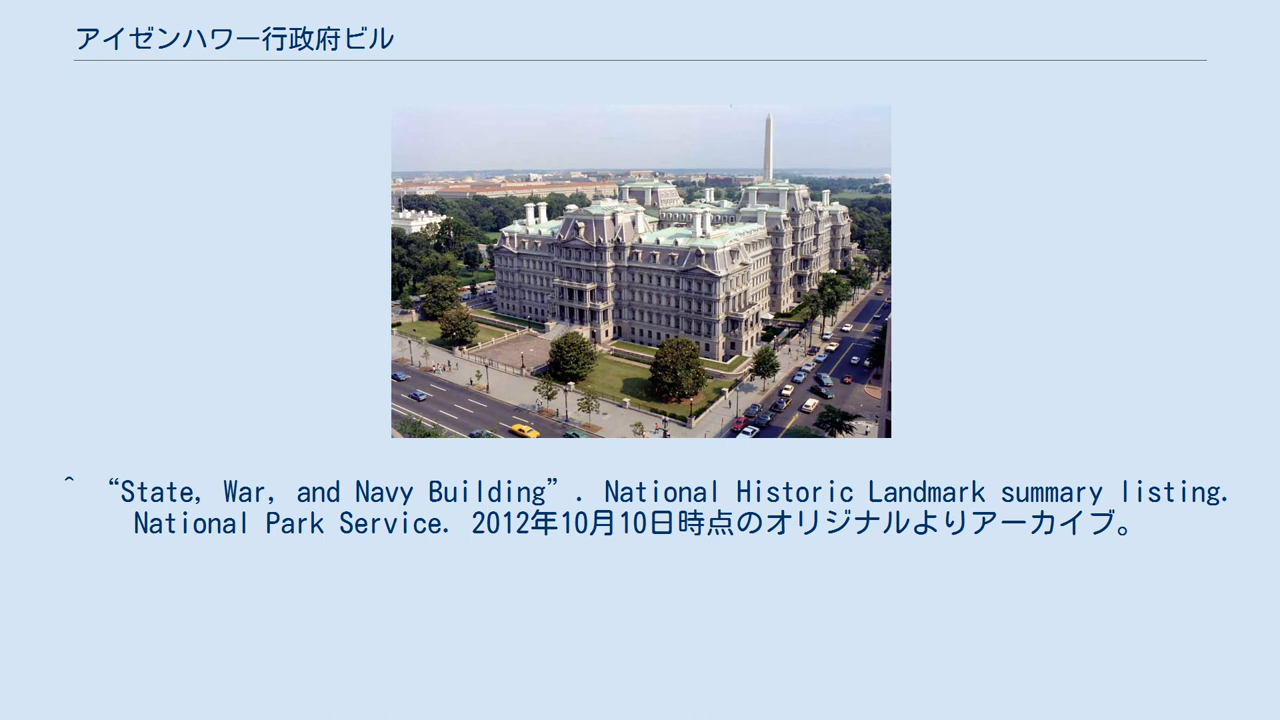 アイゼンハワー行政府ビル
^ “State, War, and Navy Building”. National Historic Landmark summary listing.
National Park Service. 2012年10月10日時点のオリジナルよりアーカイブ。